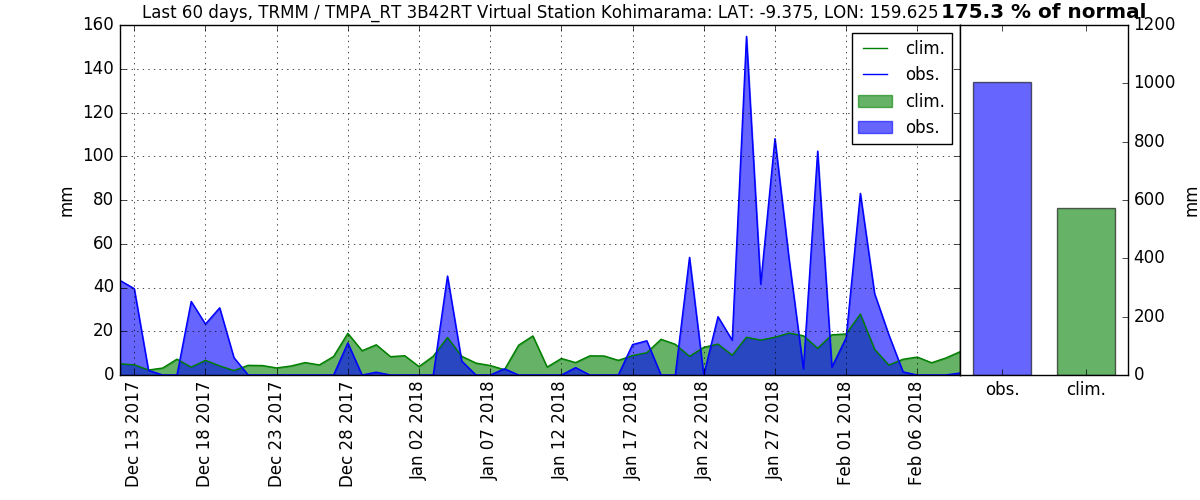 Last 60 days, TRMM / TMPA_RT 3B42RT Virtual Station Kohimarama: LAT: -9.375, LON: 159.625
175.3 % of normal
160
140
120
100
80
60
40
20
0
mm
clim.
obs.
clim.
obs.
Dec 13 2017
Dec 18 2017
Dec 23 2017
Dec 28 2017
Jan 02 2018
Jan 07 2018
Jan 12 2018
Jan 17 2018
Jan 22 2018
Jan 27 2018
Feb 01 2018
Feb 06 2018
1200
1000
800
600
400
200
0
mm
obs.
clim.